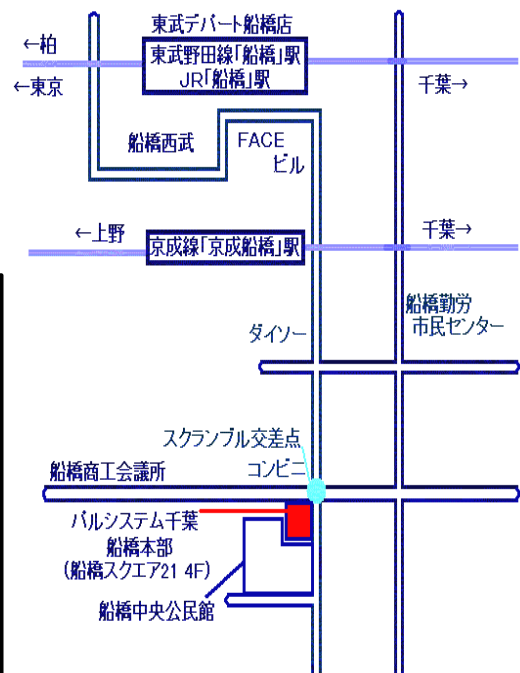 東武デパート船橋店
←柏
東武野田線「船橋」駅
JR「船橋」駅
←東京
千葉→
船橋西武
FACE
ビル
←上野
京成線「京成船橋」駅
千葉→
船橋勤労
市民センター
ダイソー
スクランブル交差点
コンビニ
船橋商工会議所
パルシステム千葉
船橋本部
(船橋スクエア21 4F)
船橋中央公民館